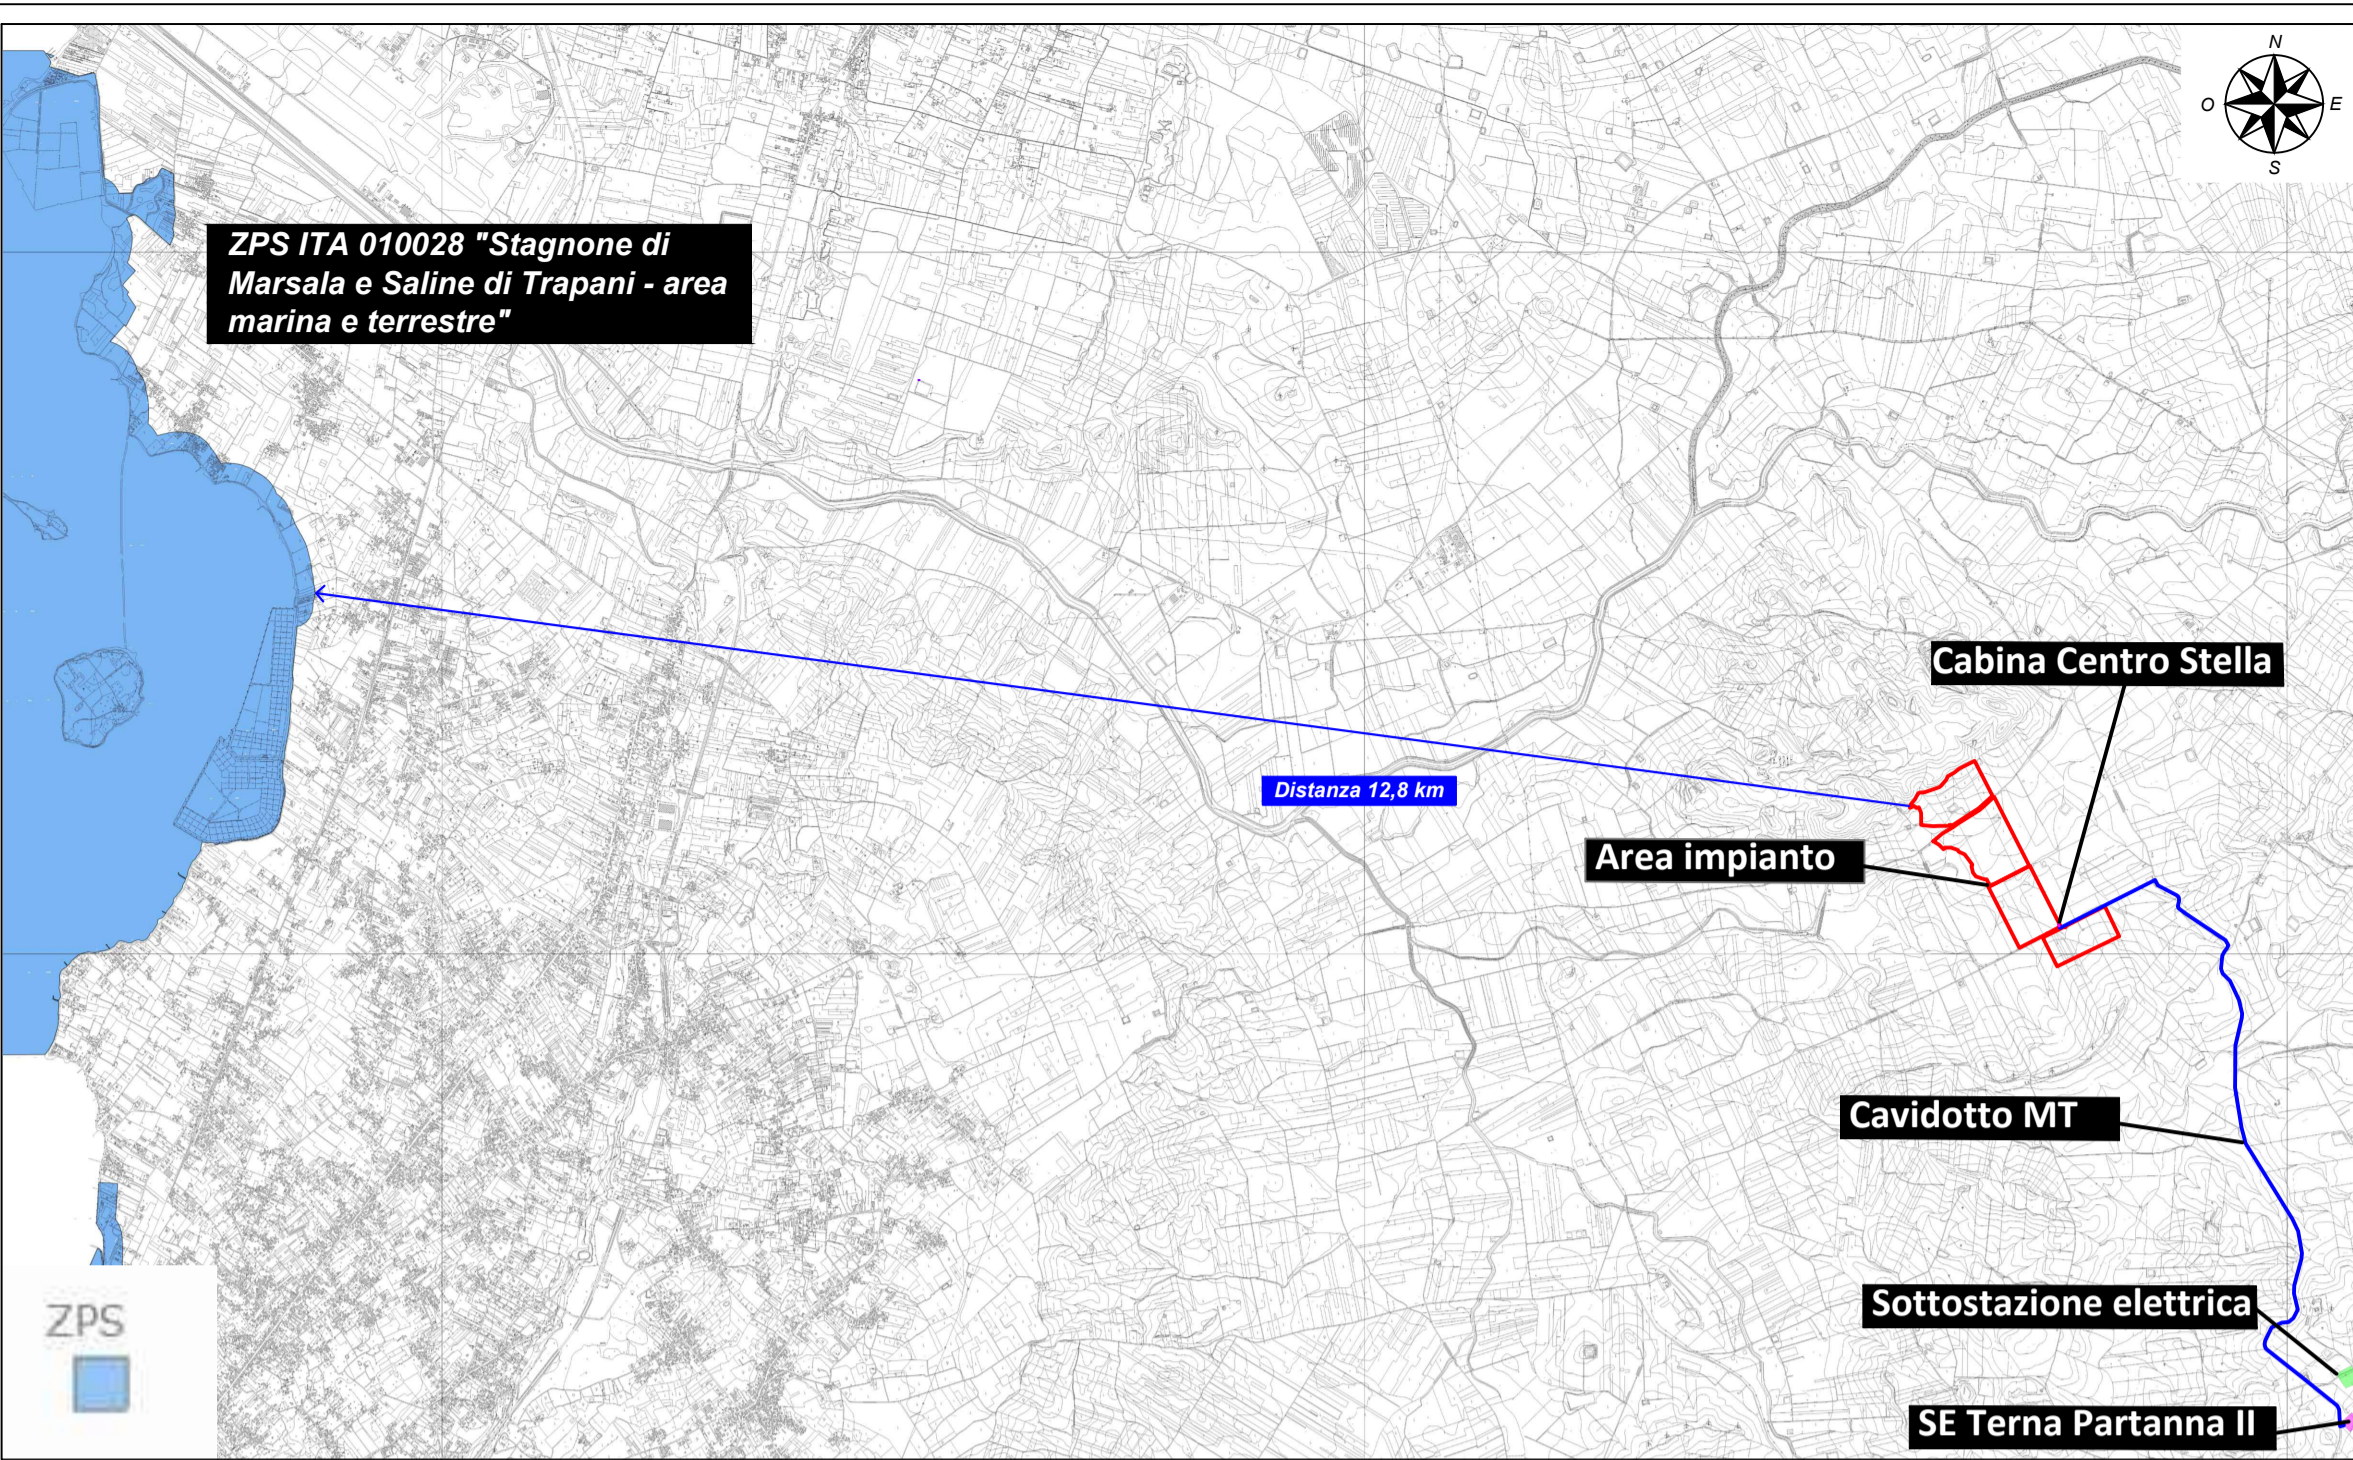 N
O
E
S
ZPS ITA 010028 "Stagnone di
Marsala e Saline di Trapani - area
marina e terrestre"
Cabina Centro Stella
Distanza 12,8 km
Area impianto
Cavidotto MT
Sottostazione elettrica
ZPS
SE Terna Partanna II